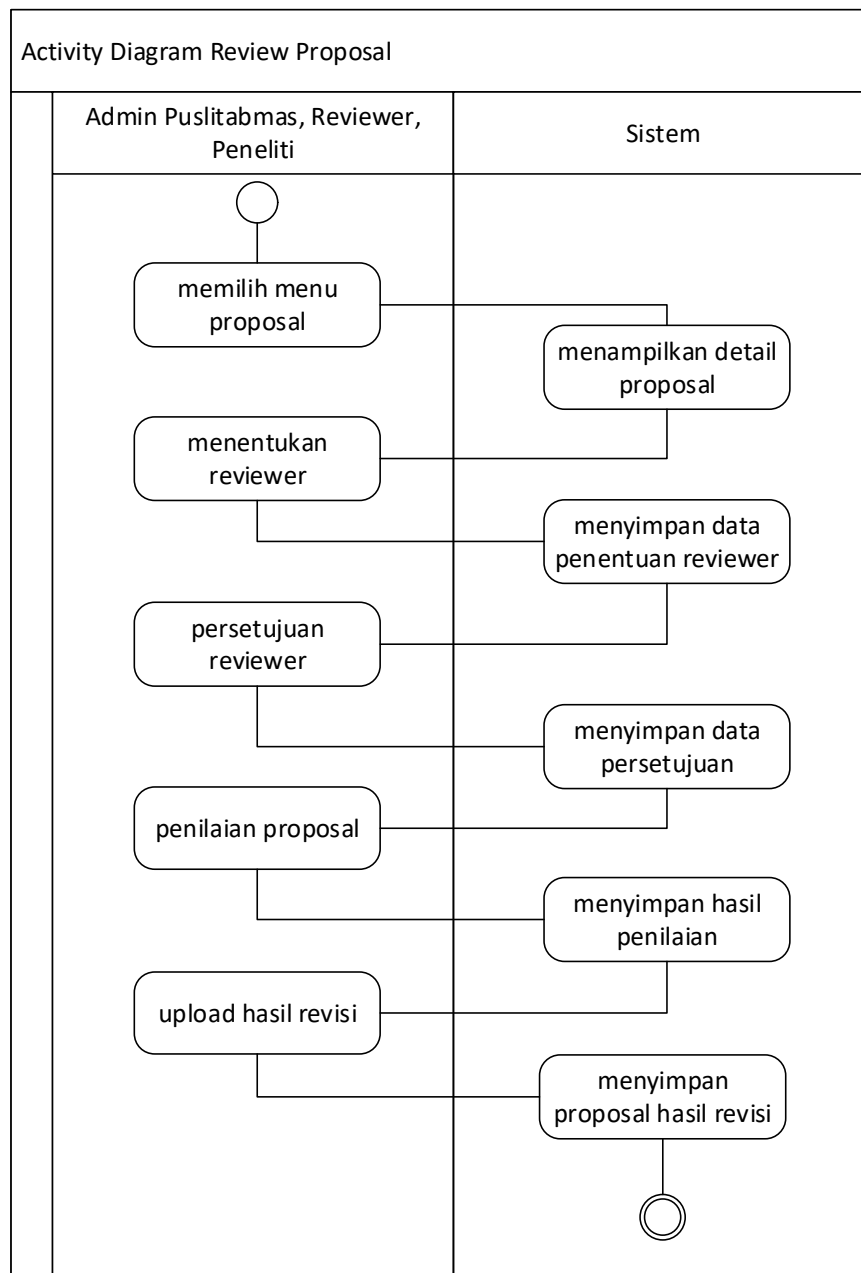 Activity Diagram Review Proposal
Admin Puslitabmas, Reviewer,
Peneliti
Sistem
memilih menu
proposal
menampilkan detail
proposal
menentukan
reviewer
menyimpan data
penentuan reviewer
persetujuan
reviewer
menyimpan data
persetujuan
penilaian proposal
menyimpan hasil
penilaian
upload hasil revisi
menyimpan
proposal hasil revisi